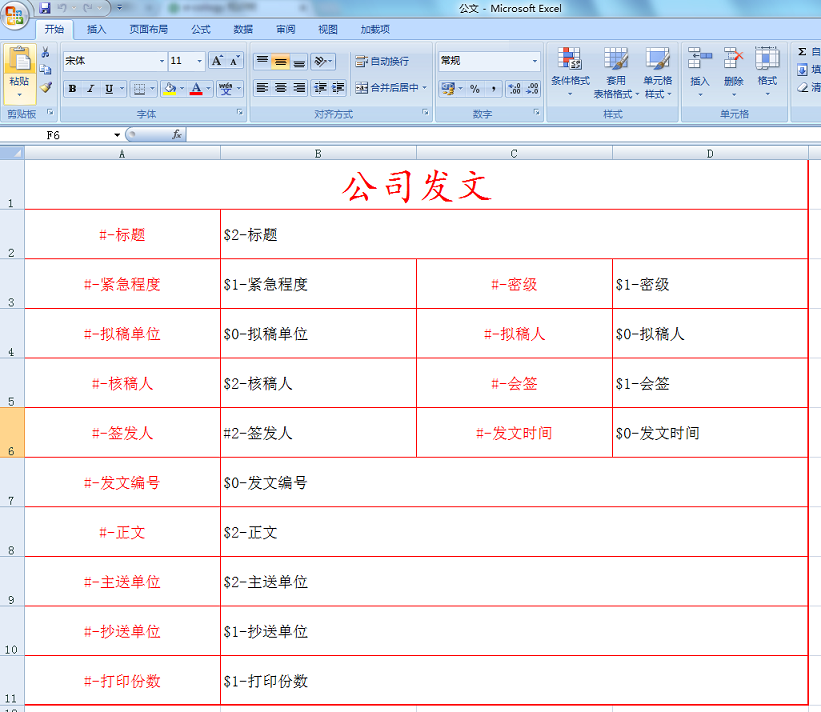 公文 - Microsoft Excel
开始 插入 页面布局 公式 数据 审阅 视图 加载项
粘贴
剪贴板
宋体 11 A A
B I U A
字体
自动换行
合并后居中
对齐方式
常规
% ,
数字
条件格式 套用 表格格式 单元格 样式
样式
插入 删除 格式
单元格
Σ 自
填
清
F6 fx
A B C D
1 公司发文
2 #-标题 $2-标题
3 #-紧急程度 $1-紧急程度 #-密级 $1-密级
4 #-拟稿单位 $0-拟稿单位 #-拟稿人 $0-拟稿人
5 #-核稿人 $2-核稿人 #-会签 $1-会签
6 #-签发人 #2-签发人 #-发文时间 $0-发文时间
7 #-发文编号 $0-发文编号
8 #-正文 $2-正文
9 #-主送单位 $2-主送单位
10 #-抄送单位 $1-抄送单位
11 #-打印份数 $1-打印份数